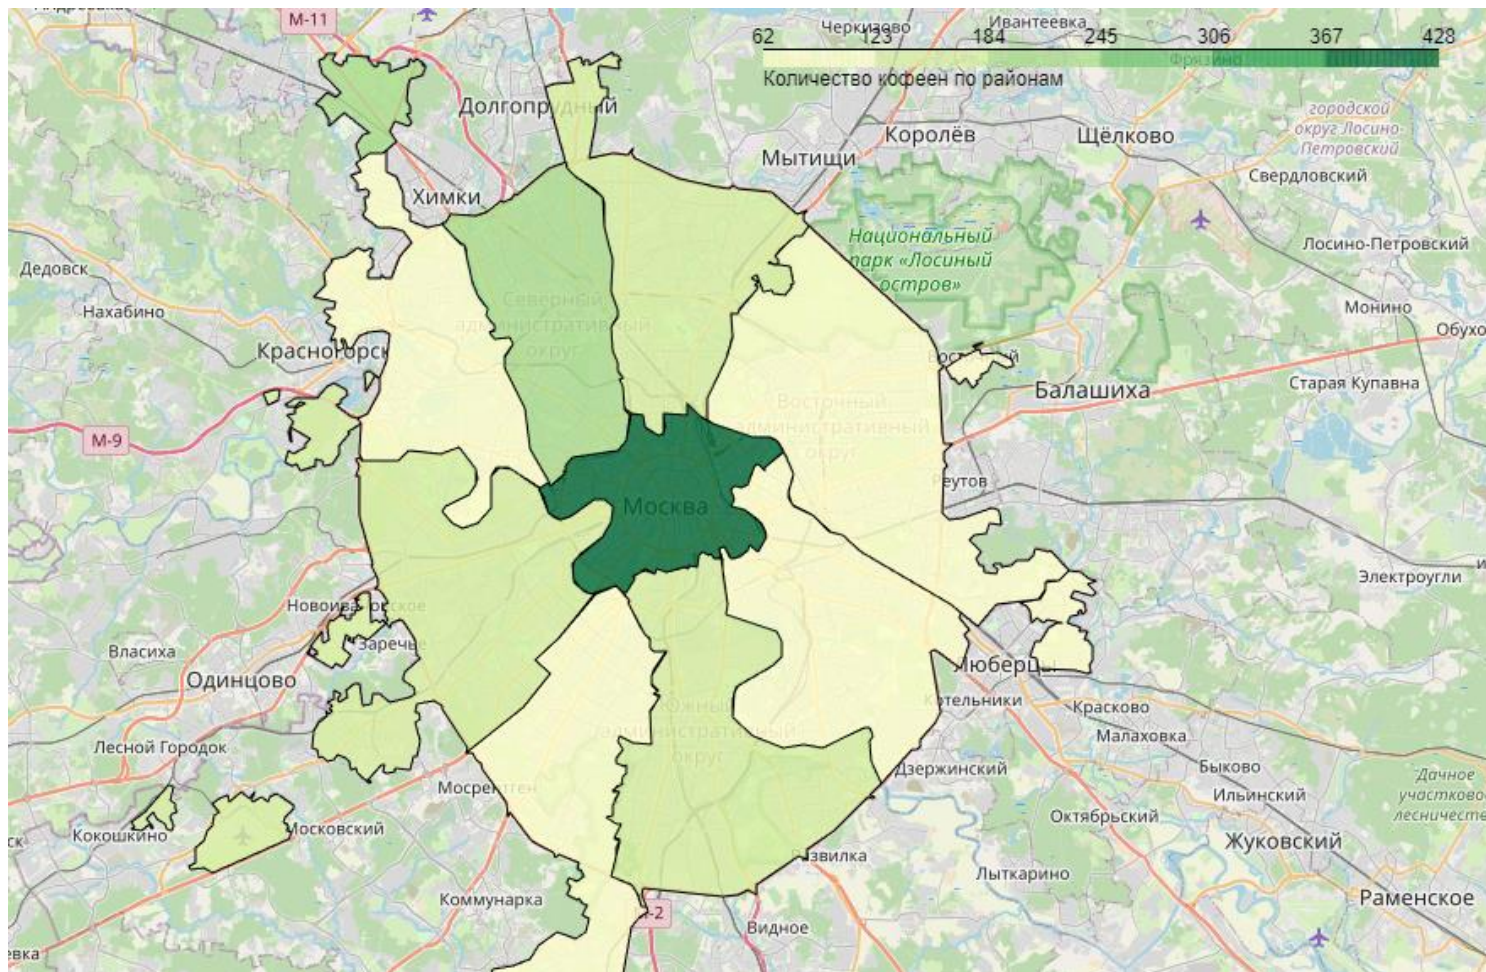 М-11
Черкизово
Ивантеевка
62
123
184
245
306
367
428
Фрязино
Количество кофеен по районам
Долгопрудный
городской
округ Лосино-
Петровский
Королёв
Щёлково
Мытищи
Свердловский
Химки
Национальный
парк «Лосиный
остров»
Лосино-Петровский
Дедовск
Нахабино
Северный
административный
округ
Монино
Красногорск
Балашиха
Старая Купавна
Восточный
административный
округ
М-9
Реутов
Москва
Электроугли
Заречье
Власиха
Одинцово
Люберцы
Котельники
Красково
Южный
административный
округ
Малаховка
Лесной Городок
Дзержинский
Быково
Дачное
Ильинский
Мосрентген
Кокошкино
Московский
Октябрьский
Жуковский
Развилка
Лыткарино
Коммунарка
Раменское
Видное